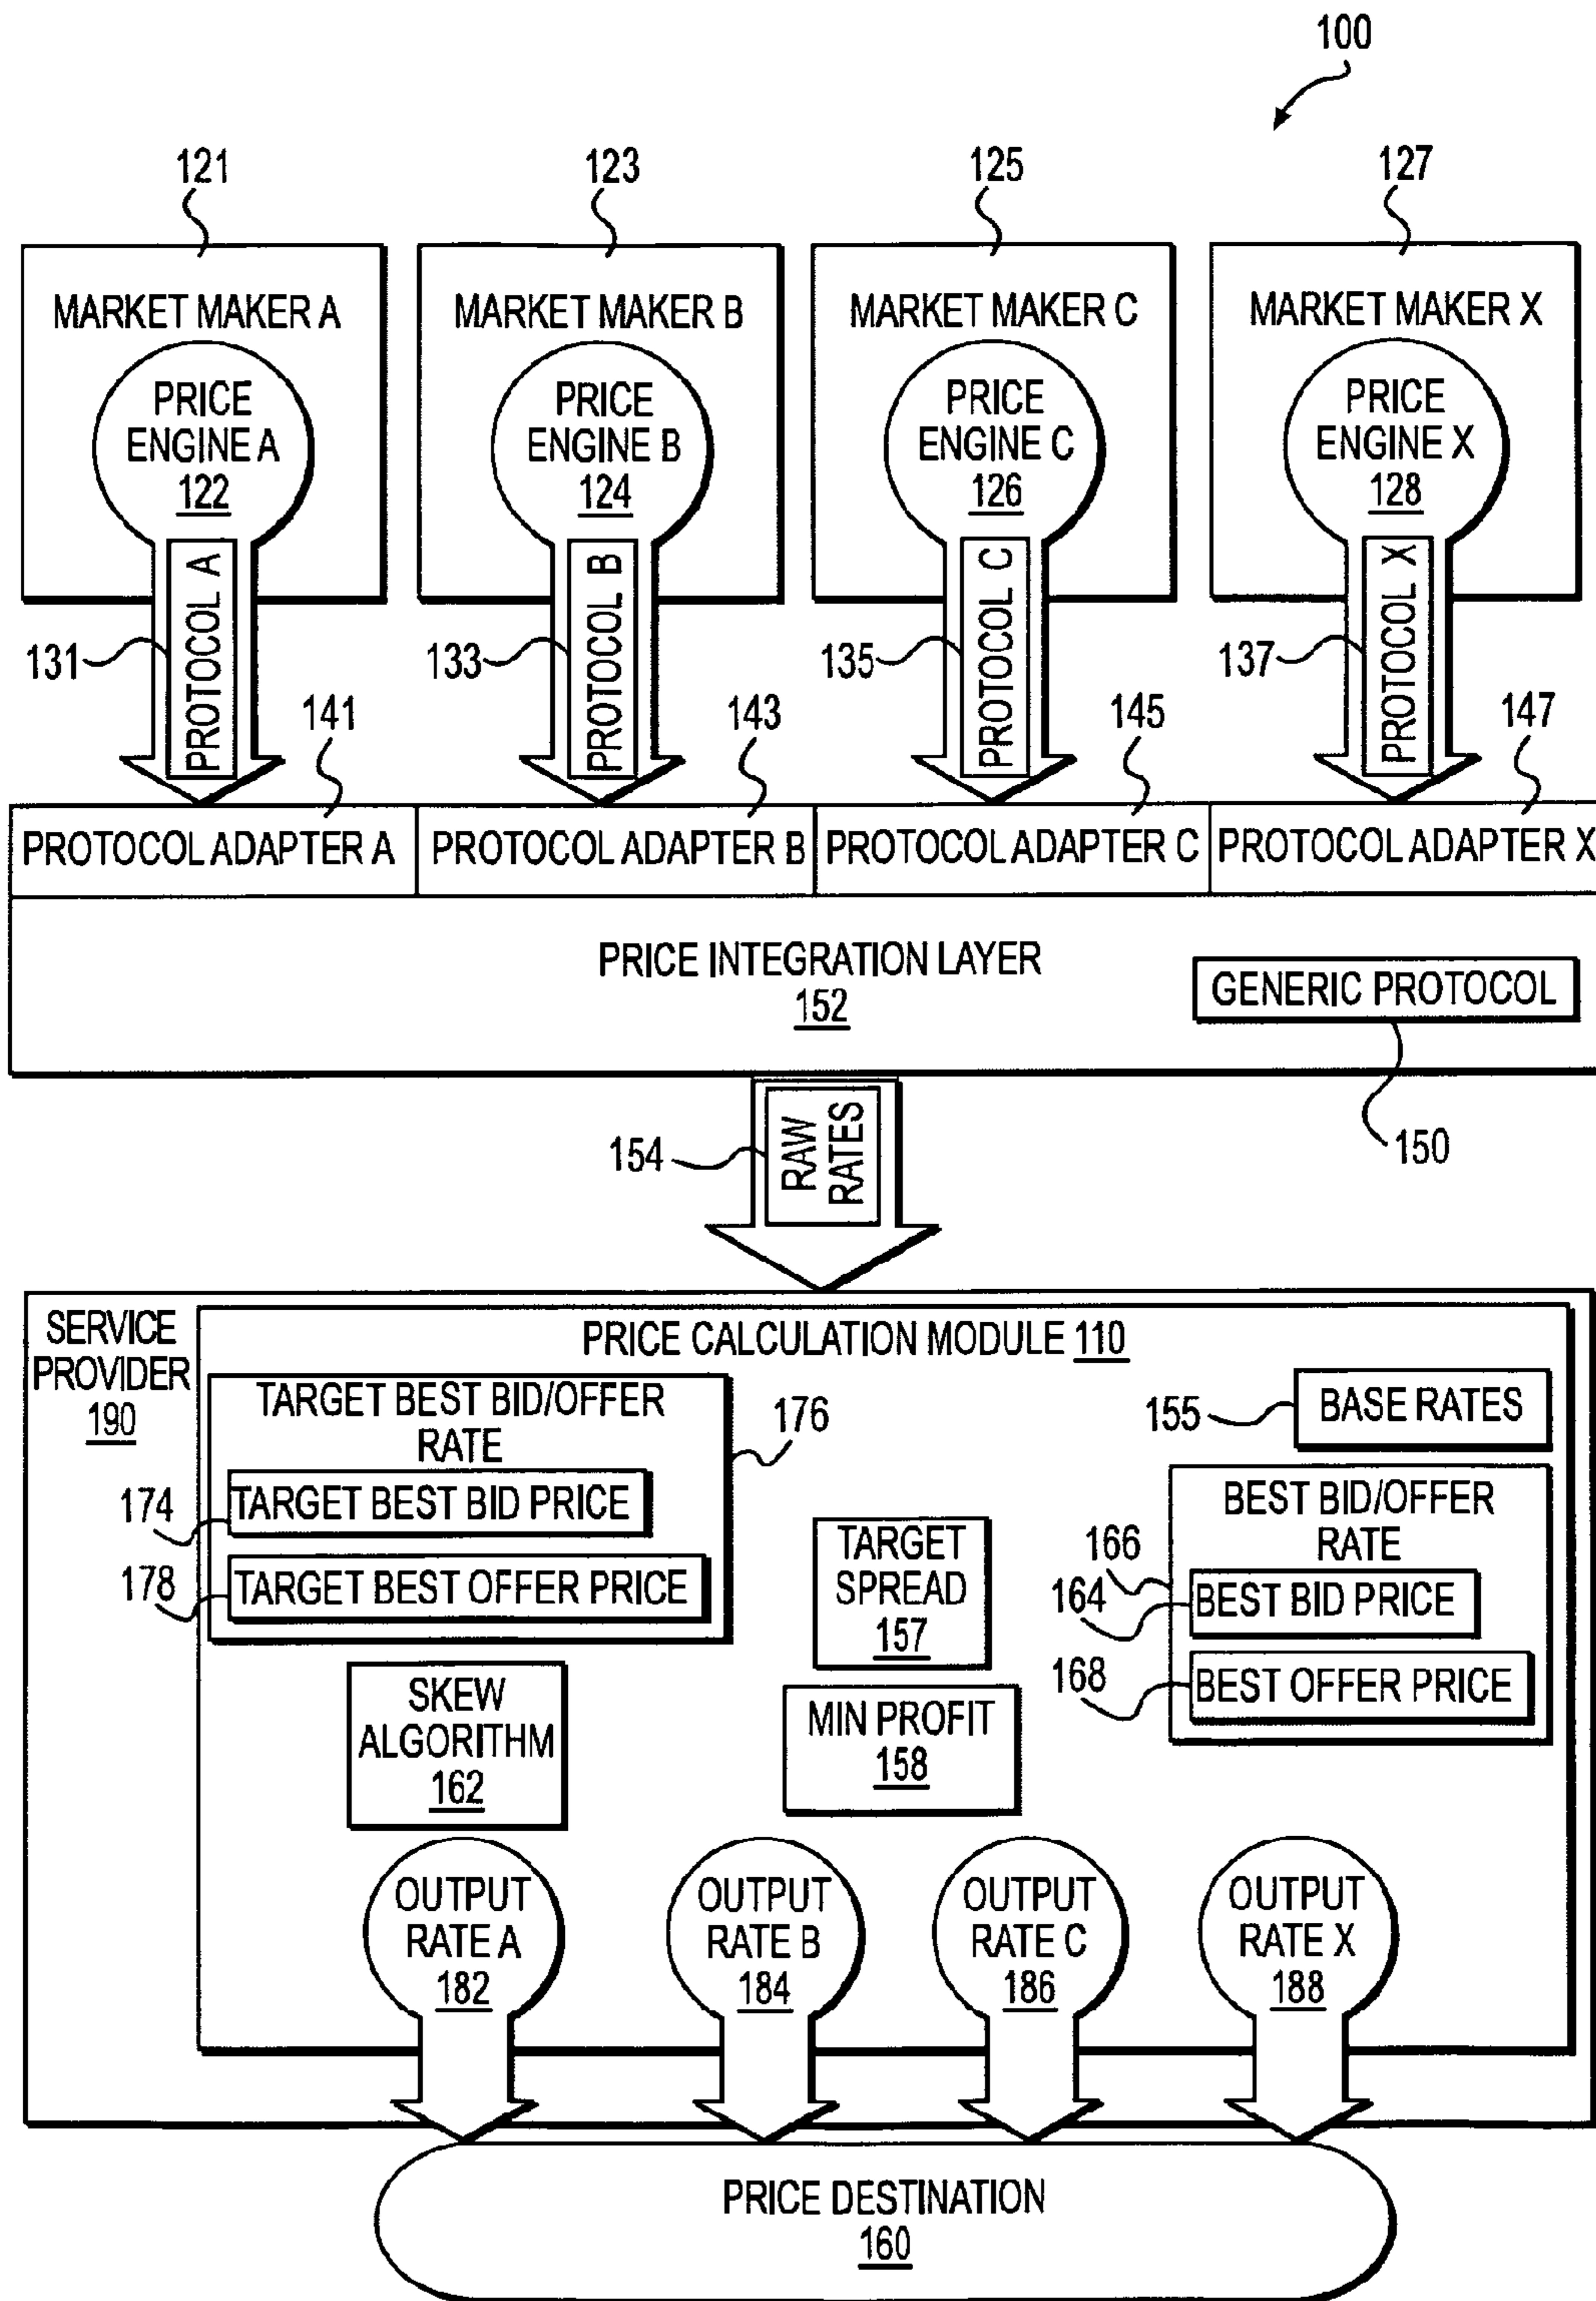 100
121
123
125
127
MARKET MAKER A
MARKET MAKER B
MARKET MAKER C
MARKET MAKER X
PRICE
ENGINE A
122
PRICE
ENGINE B
124
PRICE
ENGINE C
126
PRICE
ENGINE X
128
PROTOCOL A
PROTOCOL B
PROTOCOL C
PROTOCOL X
131
133
135
137
141
143
145
147
PROTOCOL ADAPTER A
PROTOCOL ADAPTER B
PROTOCOL ADAPTER C
PROTOCOL ADAPTER X
PRICE INTEGRATION LAYER
152
GENERIC PROTOCOL
150
154
RAW
RATES
SERVICE
PROVIDER
190
PRICE CALCULATION MODULE 110
TARGET BEST BID/OFFER
RATE
176
174
TARGET BEST BID PRICE
178
TARGET BEST OFFER PRICE
155
BASE RATES
TARGET
SPREAD
157
BEST BID/OFFER
RATE
166
164
BEST BID PRICE
168
BEST OFFER PRICE
SKEW
ALGORITHM
162
MIN PROFIT
158
OUTPUT
RATE A
182
OUTPUT
RATE B
184
OUTPUT
RATE C
186
OUTPUT
RATE X
188
PRICE DESTINATION
160